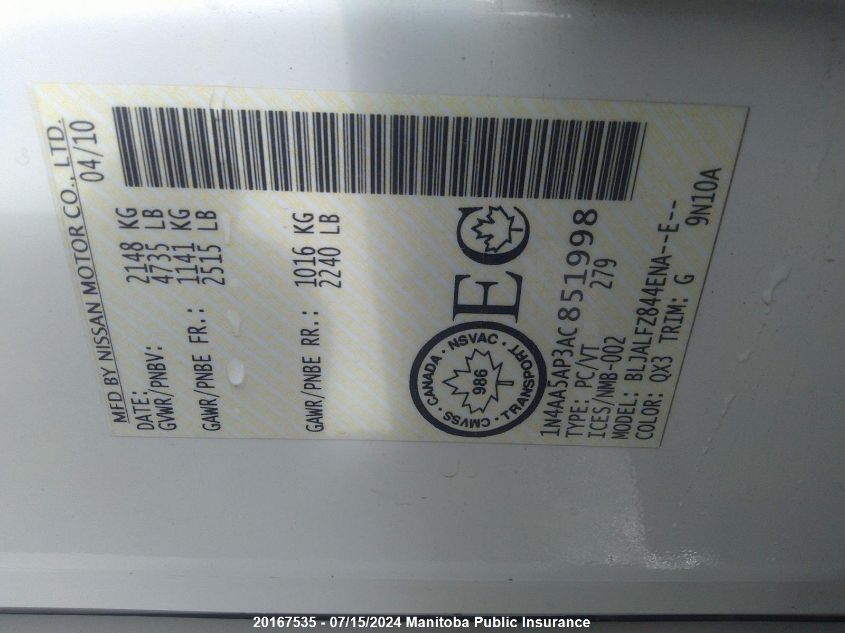 MFD BY NISSAN MOTOR CO., LTD.
DATE: 04/10
GVWR/PNBV: 2148 KG
4735 LB
GAWR/PNBE FR.: 1141 KG
2515 LB
GAWR/PNBE RR.: 1016 KG
2240 LB
CANADA · NSVAC · TRANSPORT · CMVSS ·
986
EC
1N4AA5AP3AC851998
TYPE: PC/VT 279
ICES/NMB-002
MODEL: BLJALFZ844ENA--E--
COLOR: QX3 TRIM: G 9N10A
20167535 - 07/15/2024 Manitoba Public Insurance